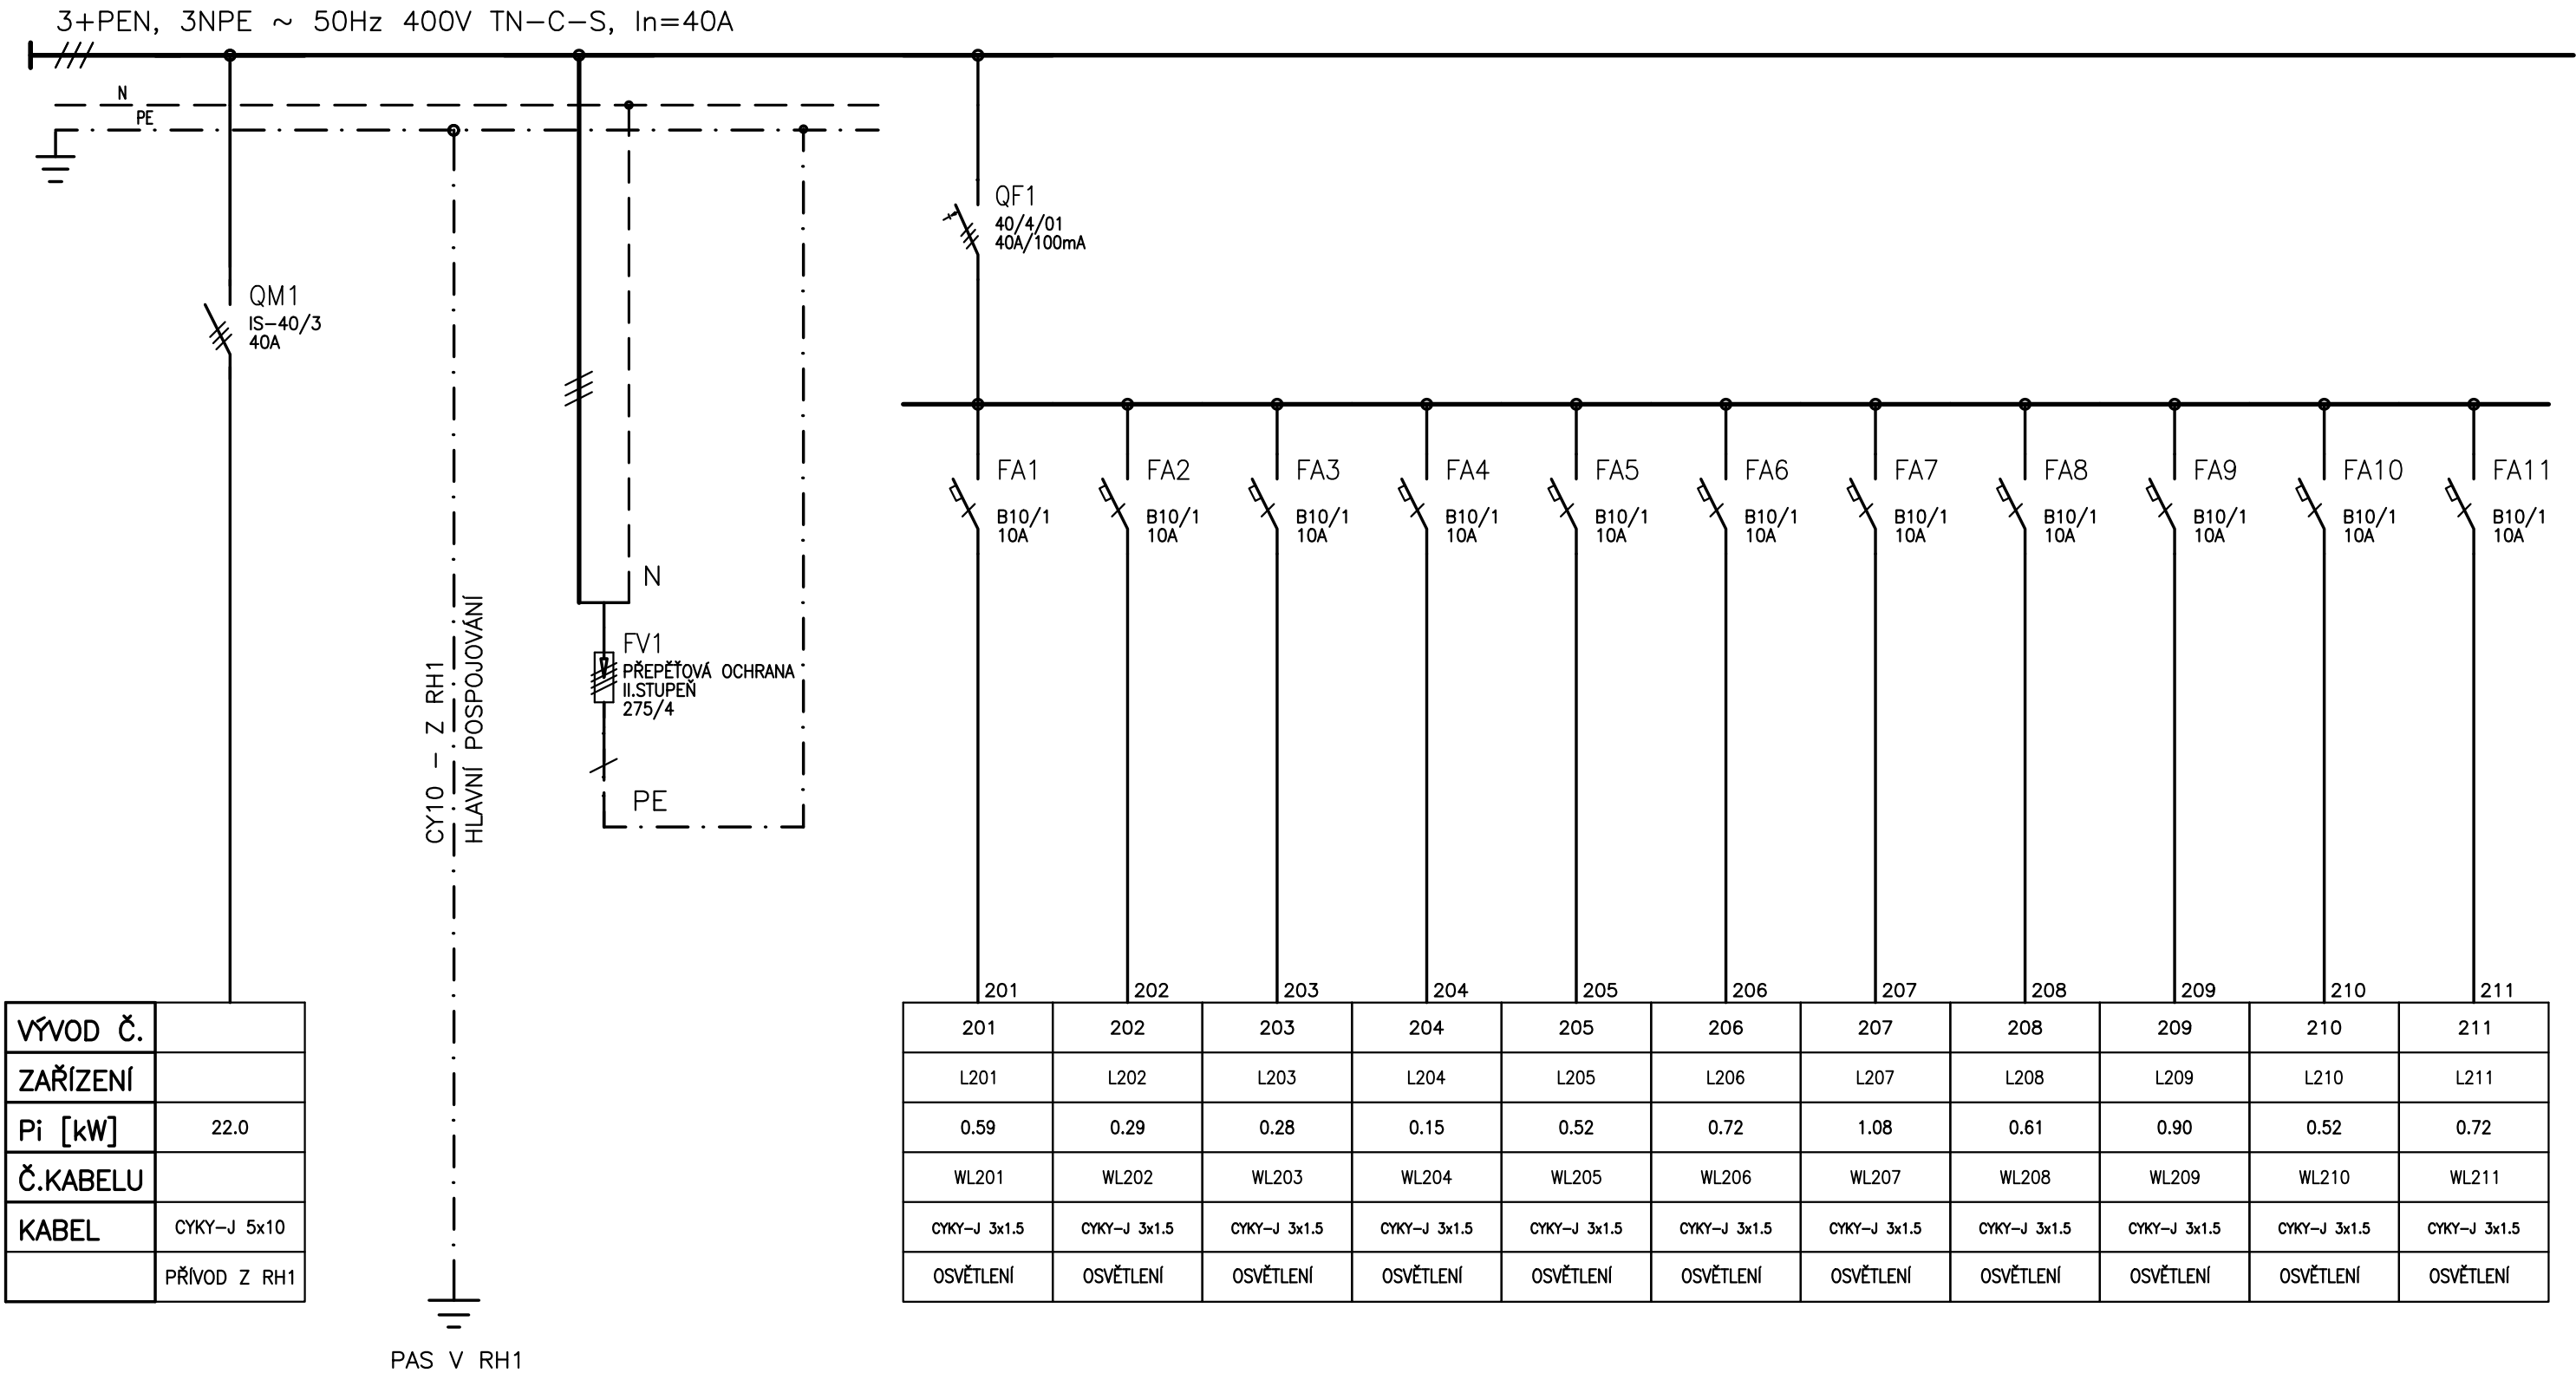 3+PEN, 3NPE ~ 50Hz 400V TN-C-S, In=40A
N
PE
QF1
40/4/01
40A/100mA
QM1
IS-40/3
40A
FA1
B10/1
10A
FA2
B10/1
10A
FA3
B10/1
10A
FA4
B10/1
10A
FA5
B10/1
10A
FA6
B10/1
10A
FA7
B10/1
10A
FA8
B10/1
10A
FA9
B10/1
10A
FA10
B10/1
10A
FA11
B10/1
10A
N
FV1
PŘEPĚŤOVÁ OCHRANA
II.STUPEŇ
275/4
PE
CY10 - Z RH1
HLAVNÍ POSPOJOVÁNÍ
201 202 203 204 205 206 207 208 209 210 211
VÝVOD Č. 201 202 203 204 205 206 207 208 209 210 211
ZAŘÍZENÍ L201 L202 L203 L204 L205 L206 L207 L208 L209 L210 L211
Pi [kW] 22.0 0.59 0.29 0.28 0.15 0.52 0.72 1.08 0.61 0.90 0.52 0.72
Č.KABELU WL201 WL202 WL203 WL204 WL205 WL206 WL207 WL208 WL209 WL210 WL211
KABEL CYKY-J 5x10 CYKY-J 3x1.5 CYKY-J 3x1.5 CYKY-J 3x1.5 CYKY-J 3x1.5 CYKY-J 3x1.5 CYKY-J 3x1.5 CYKY-J 3x1.5 CYKY-J 3x1.5 CYKY-J 3x1.5 CYKY-J 3x1.5 CYKY-J 3x1.5
PŘÍVOD Z RH1 OSVĚTLENÍ OSVĚTLENÍ OSVĚTLENÍ OSVĚTLENÍ OSVĚTLENÍ OSVĚTLENÍ OSVĚTLENÍ OSVĚTLENÍ OSVĚTLENÍ OSVĚTLENÍ OSVĚTLENÍ
PAS V RH1